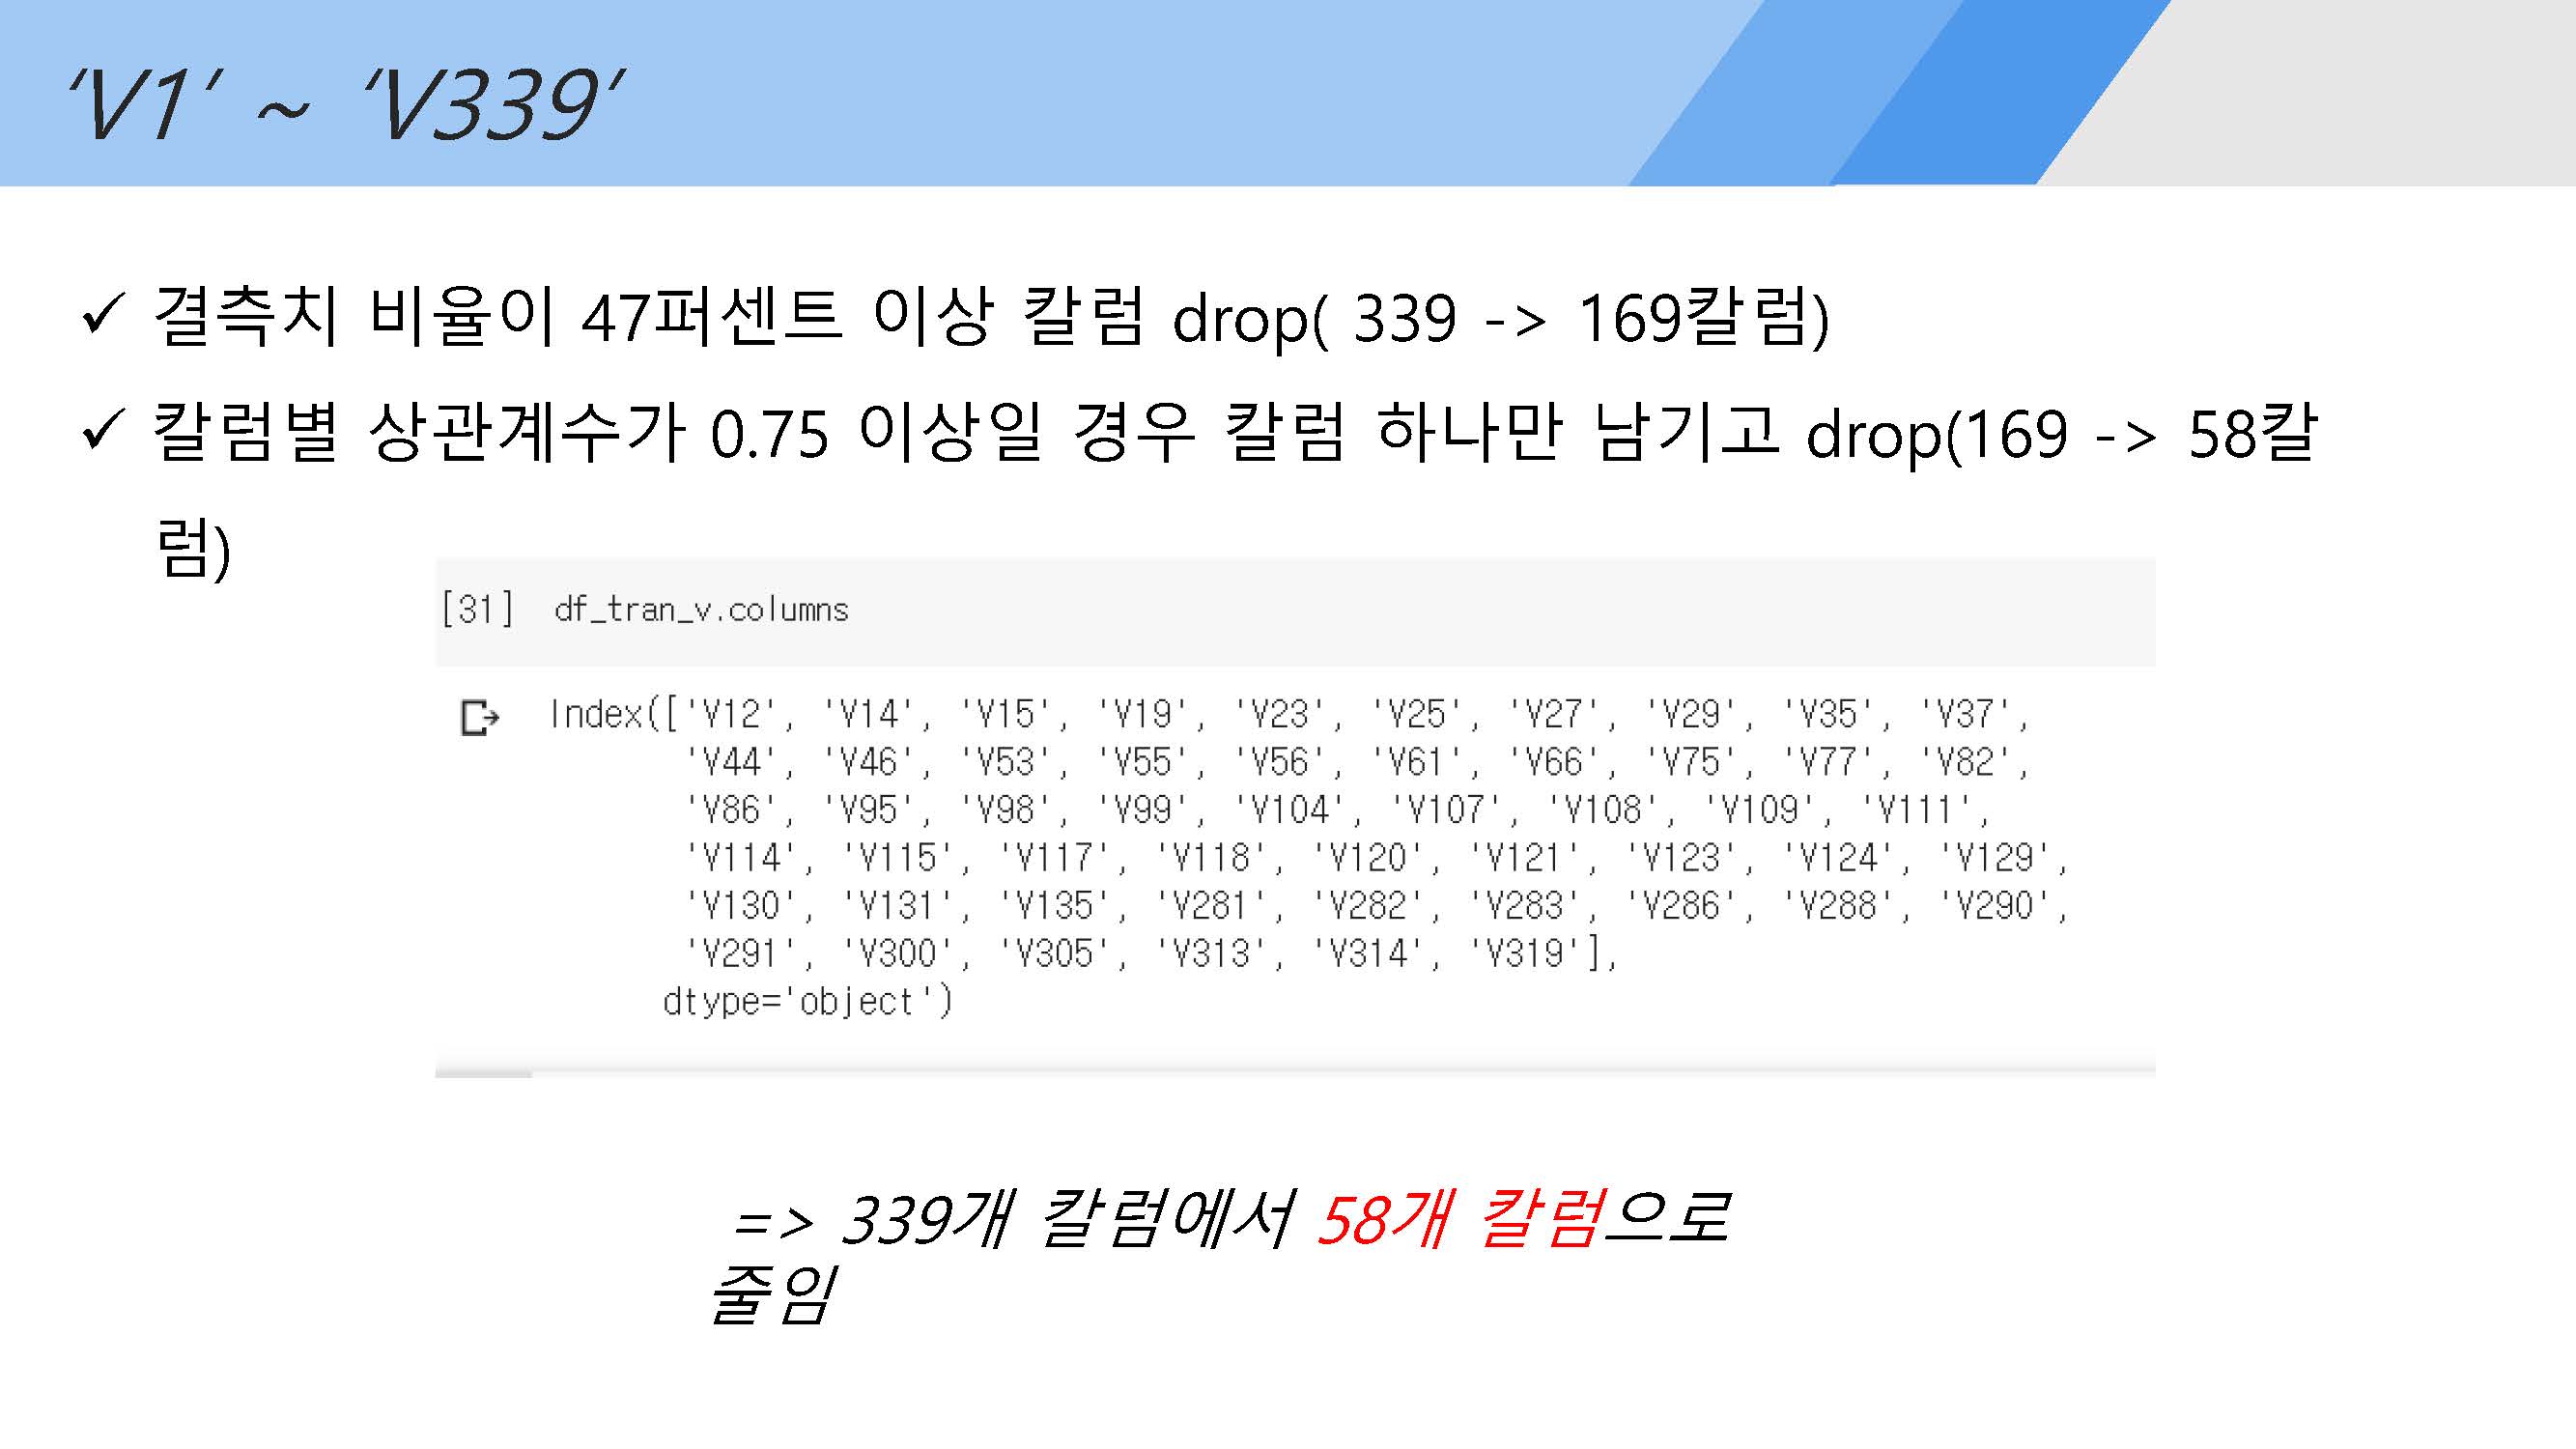 ‘V1’ ~ ‘V339’
✓ 결측치 비율이 47퍼센트 이상 칼럼 drop( 339 -> 169칼럼)
✓ 칼럼별 상관계수가 0.75 이상일 경우 칼럼 하나만 남기고 drop(169 -> 58칼
럼)
[31] df_tran_v.columns
Index(['V12', 'V14', 'V15', 'V19', 'V23', 'V25', 'V27', 'V29', 'V35', 'V37',
'V44', 'V46', 'V53', 'V55', 'V56', 'V61', 'V66', 'V75', 'V77', 'V82',
'V86', 'V95', 'V98', 'V99', 'V104', 'V107', 'V108', 'V109', 'V111',
'V114', 'V115', 'V117', 'V118', 'V120', 'V121', 'V123', 'V124', 'V129',
'V130', 'V131', 'V135', 'V281', 'V282', 'V283', 'V286', 'V288', 'V290',
'V291', 'V300', 'V305', 'V313', 'V314', 'V319'],
dtype='object')
=> 339개 칼럼에서 58개 칼럼으로
줄임